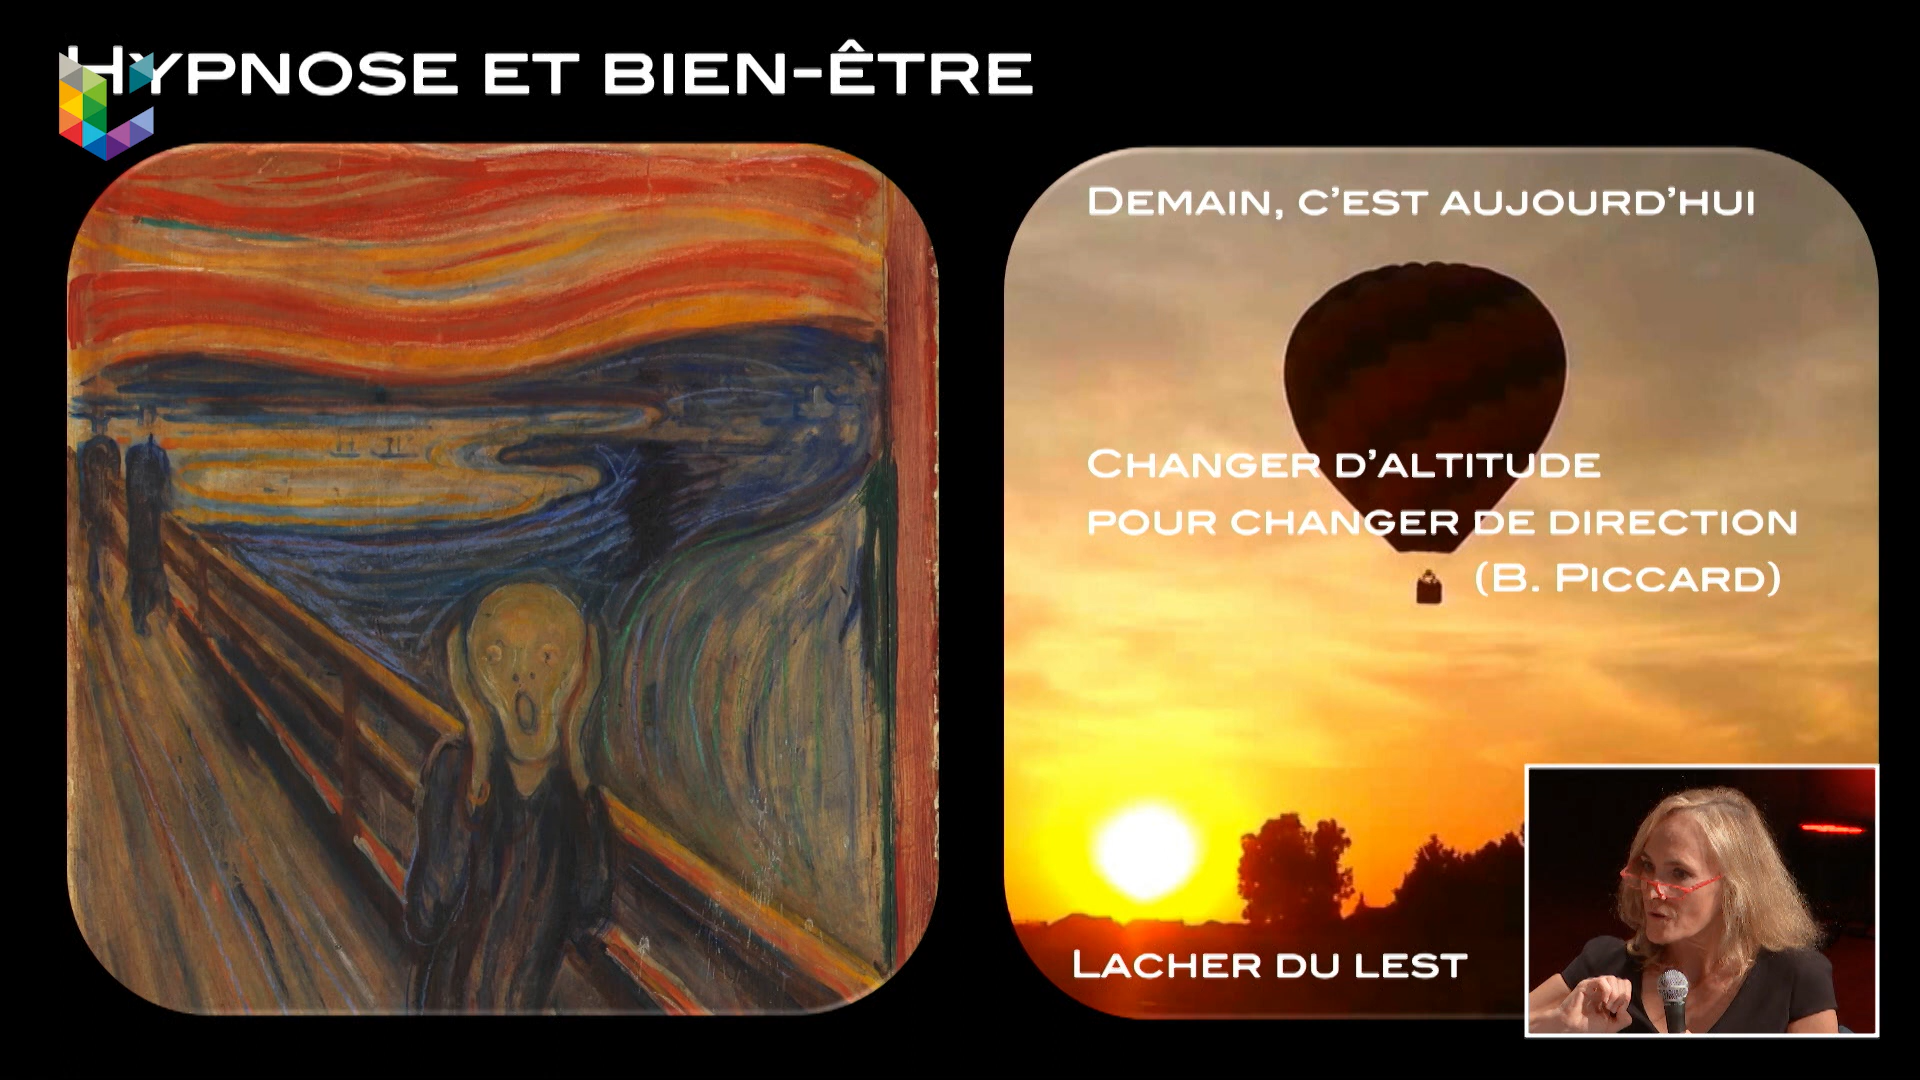 HYPNOSE ET BIEN-ÊTRE
DEMAIN, C'EST AUJOURD'HUI
CHANGER D'ALTITUDE
POUR CHANGER DE DIRECTION
(B. PICCARD)
LACHER DU LEST